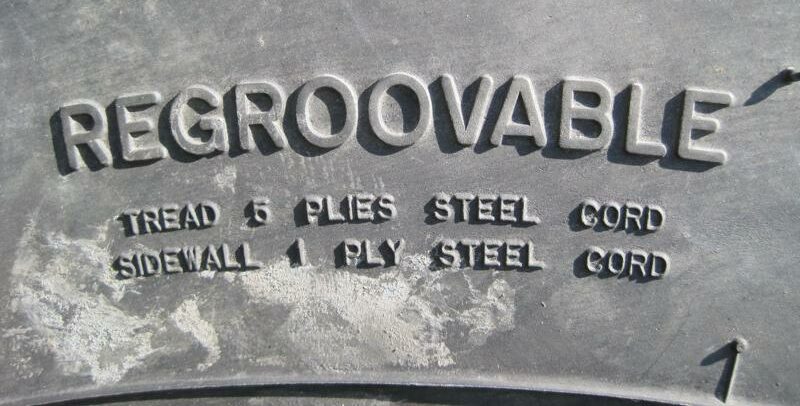 REGROOVABLE
TREAD 5 PLIES STEEL CORD
SIDEWALL 1 PLY STEEL CORD